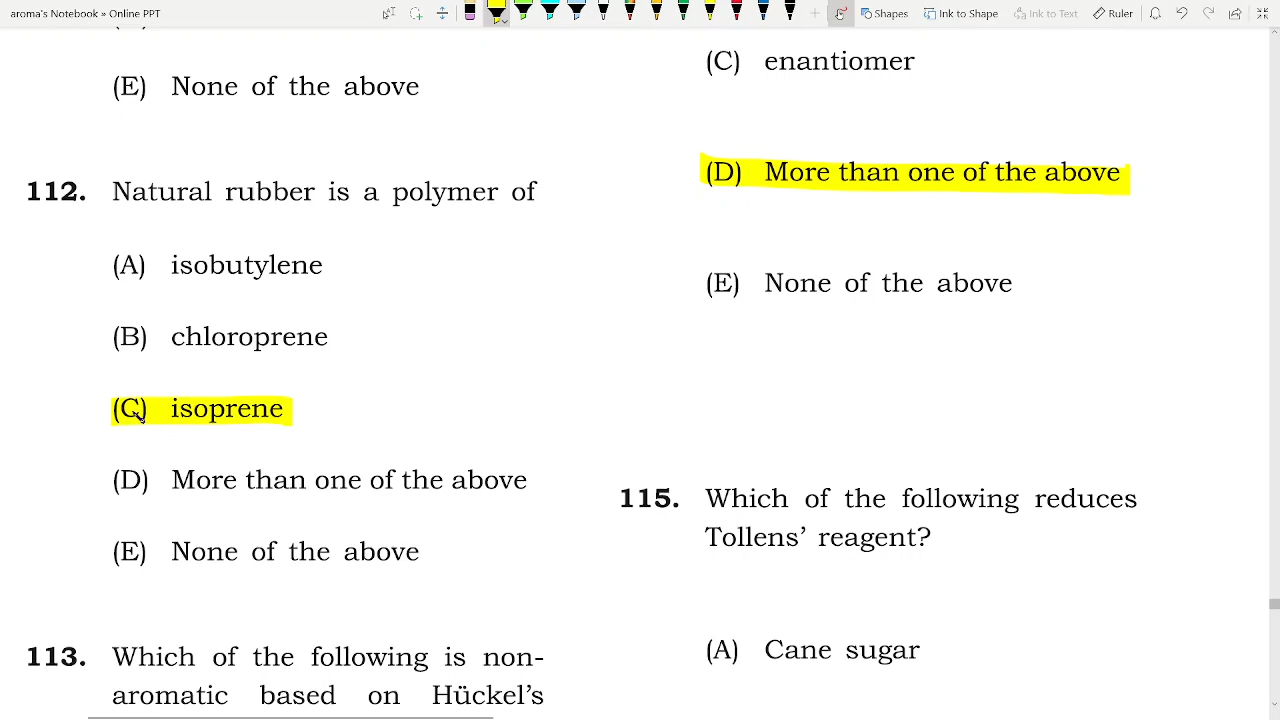 aroma's Notebook » Online PPT
Shapes
Ink to Shape
Ink to Text
Ruler
(E) None of the above
112. Natural rubber is a polymer of
(A) isobutylene
(B) chloroprene
(C) isoprene
(D) More than one of the above
(E) None of the above
113. Which of the following is non-
aromatic based on Hückel's
(C) enantiomer
(D) More than one of the above
(E) None of the above
115. Which of the following reduces
Tollens' reagent?
(A) Cane sugar